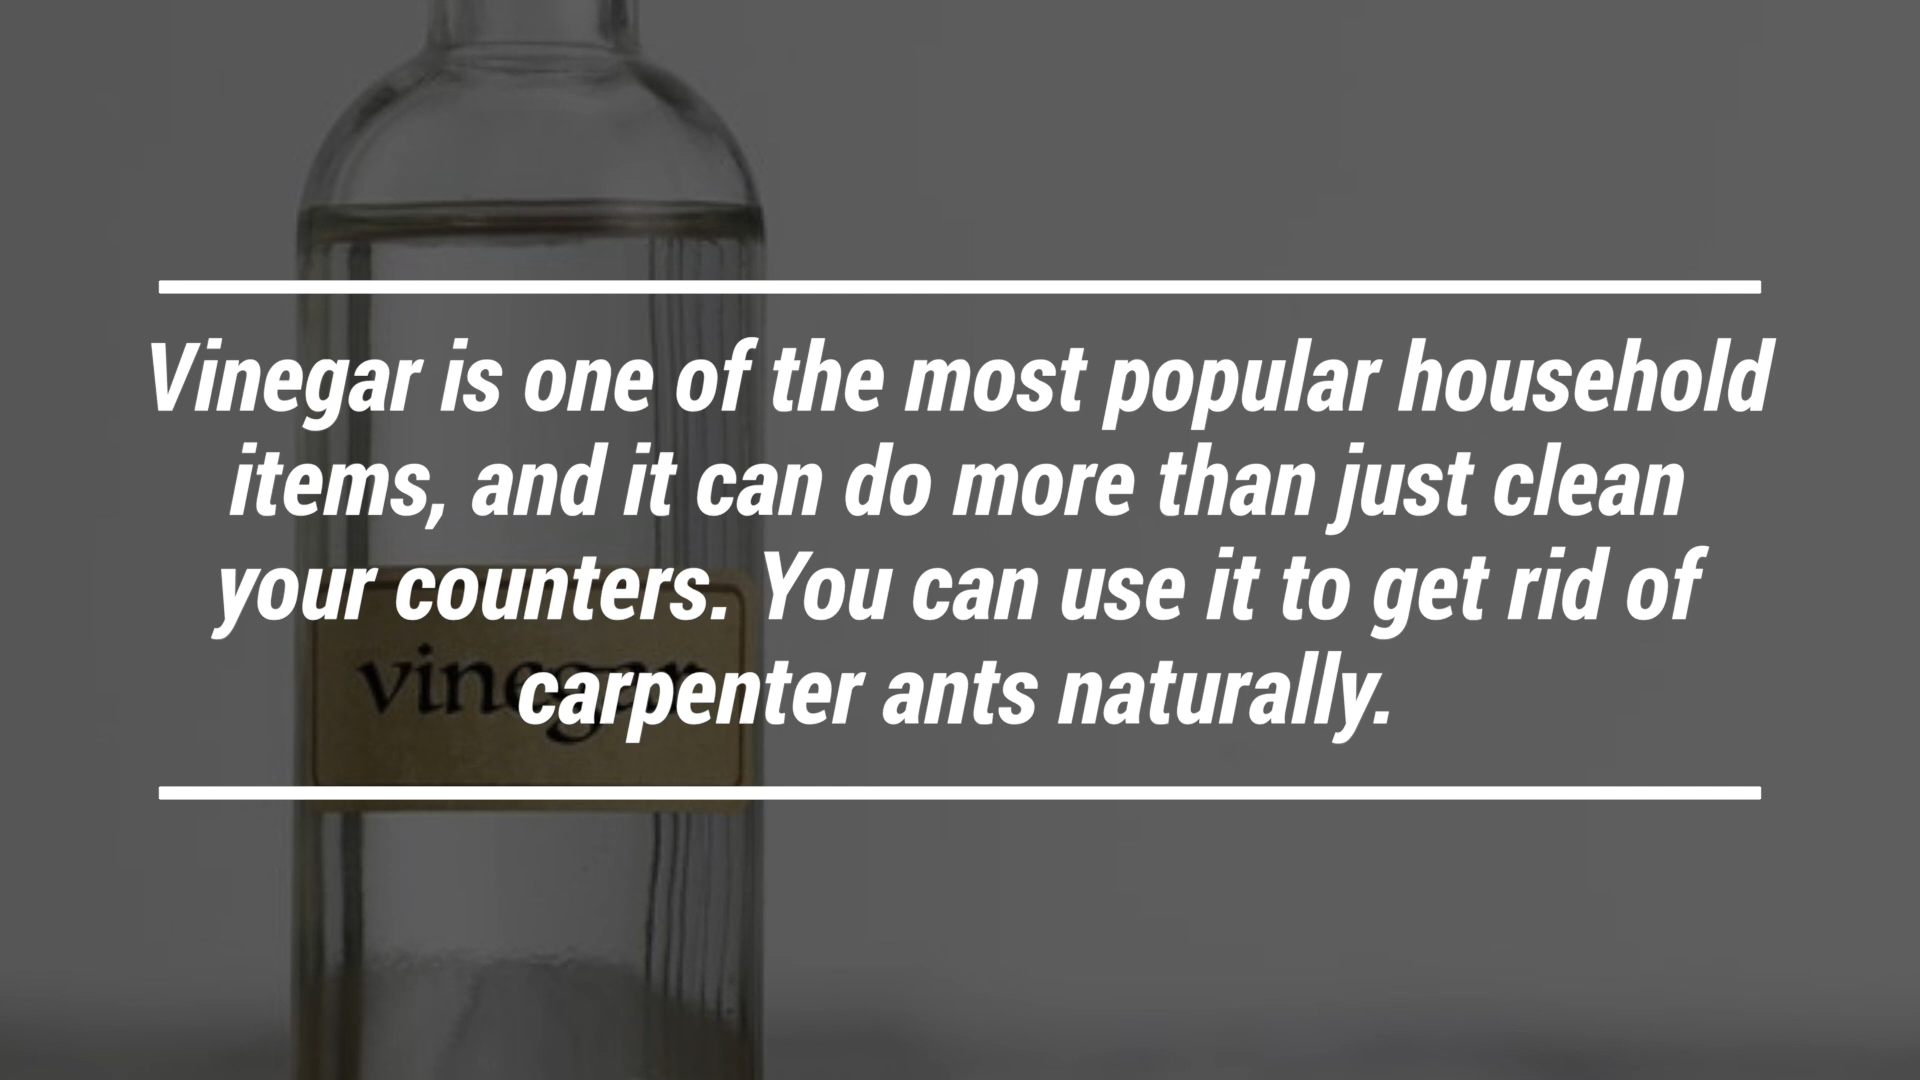 Vinegar is one of the most popular household
items, and it can do more than just clean
your counters. You can use it to get rid of
carpenter ants naturally.
vinegar